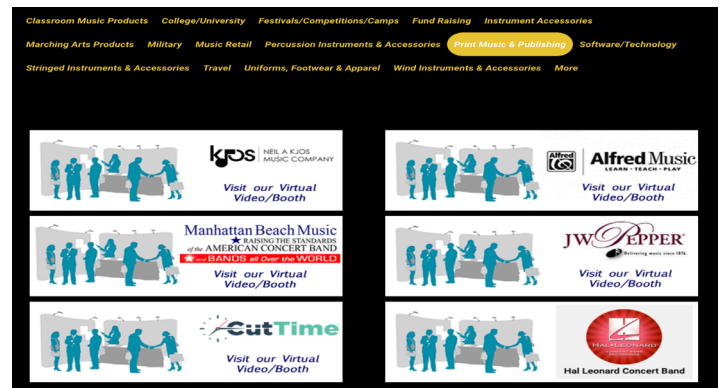 Classroom Music Products College/University Festivals/Competitions/Camps Fund Raising Instrument Accessories
Marching Arts Products Military Music Retail Percussion Instruments & Accessories Print Music & Publishing Software/Technology
Stringed Instruments & Accessories Travel Uniforms, Footwear & Apparel Wind Instruments & Accessories More
KJOS NEIL A KJOS
MUSIC COMPANY
Visit our Virtual
Video/Booth
Alfred Alfred Music
LEARN • TEACH • PLAY
Visit our Virtual
Video/Booth
Manhattan Beach Music
RAISING THE STANDARDS
of the AMERICAN CONCERT BAND
and BANDS all Over the WORLD
Visit our Virtual
Video/Booth
JW PEPPER
Delivering music since 1876.
Visit our Virtual
Video/Booth
CutTime
Visit our Virtual
Video/Booth
HAL•LEONARD
Hal Leonard Concert Band